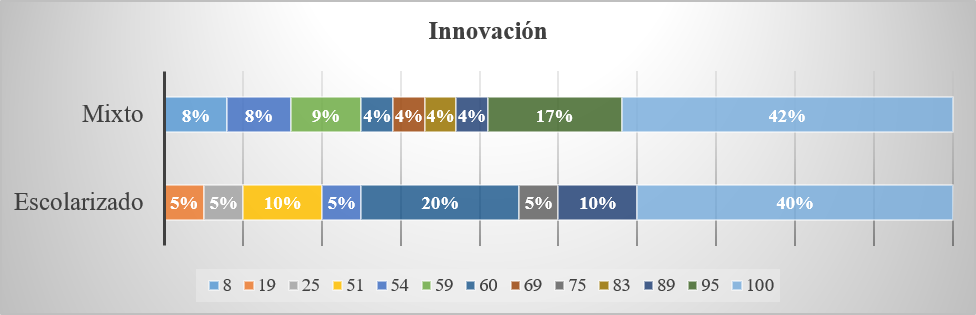 Innovación
Mixto 8% 8% 9% 4% 4% 4% 4% 17% 42%
Escolarizado 5% 5% 10% 5% 20% 5% 10% 40%
8 19 25 51 54 59 60 69 75 83 89 95 100